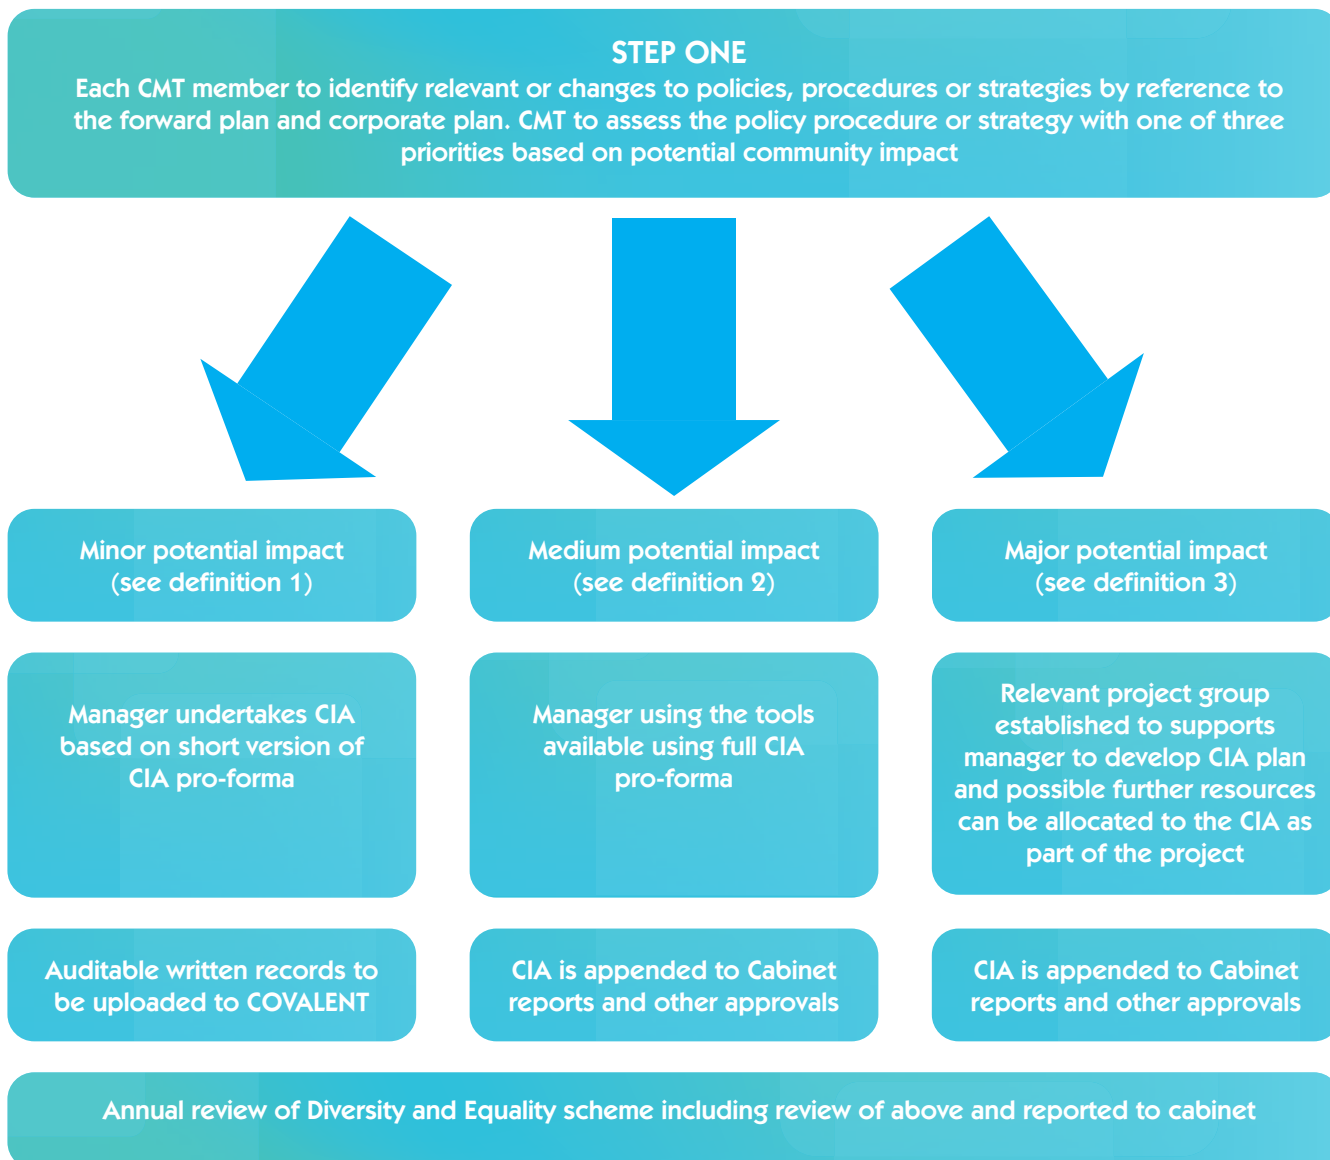 STEP ONE
Each CMT member to identify relevant or changes to policies, procedures or strategies by reference to
the forward plan and corporate plan. CMT to assess the policy procedure or strategy with one of three
priorities based on potential community impact
Minor potential impact
(see definition 1)
Medium potential impact
(see definition 2)
Major potential impact
(see definition 3)
Manager undertakes CIA
based on short version of
CIA pro-forma
Manager using the tools
available using full CIA
pro-forma
Relevant project group
established to supports
manager to develop CIA plan
and possible further resources
can be allocated to the CIA as
part of the project
Auditable written records to
be uploaded to COVALENT
CIA is appended to Cabinet
reports and other approvals
CIA is appended to Cabinet
reports and other approvals
Annual review of Diversity and Equality scheme including review of above and reported to cabinet